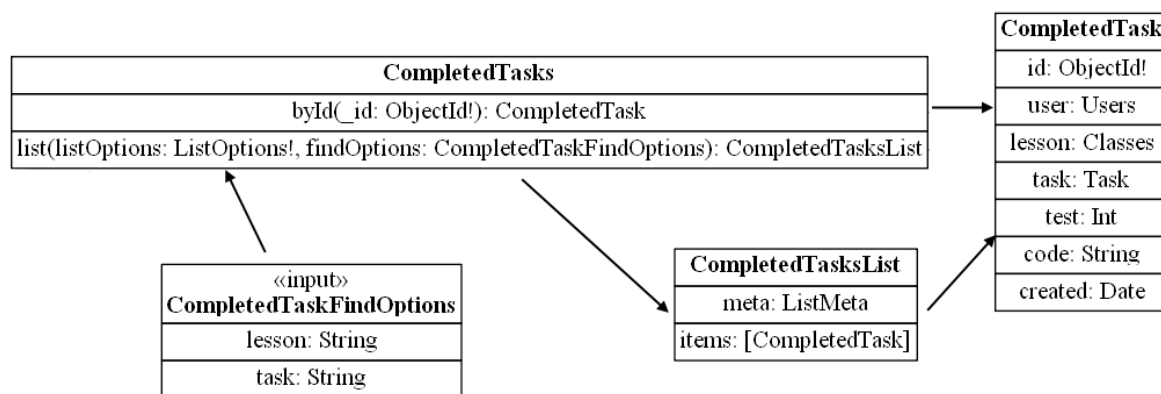 CompletedTasks
byId(_id: ObjectId!): CompletedTask
list(listOptions: ListOptions!, findOptions: CompletedTaskFindOptions): CompletedTasksList
«input»
CompletedTaskFindOptions
lesson: String
task: String
CompletedTasksList
meta: ListMeta
items: [CompletedTask]
CompletedTask
id: ObjectId!
user: Users
lesson: Classes
task: Task
test: Int
code: String
created: Date